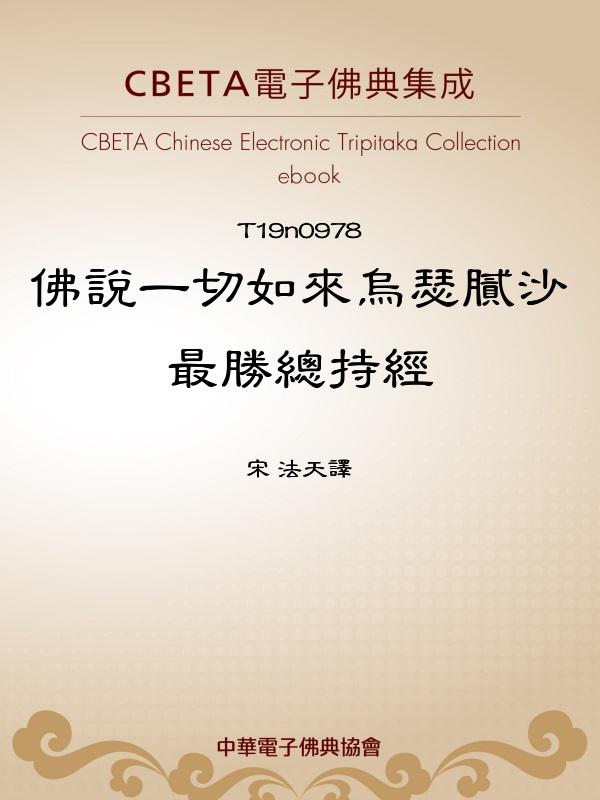 CBETA電子佛典集成
CBETA Chinese Electronic Tripitaka Collection
ebook
T19n0978
佛說一切如來烏瑟膩沙
最勝總持經
宋 法天譯
中華電子佛典協會